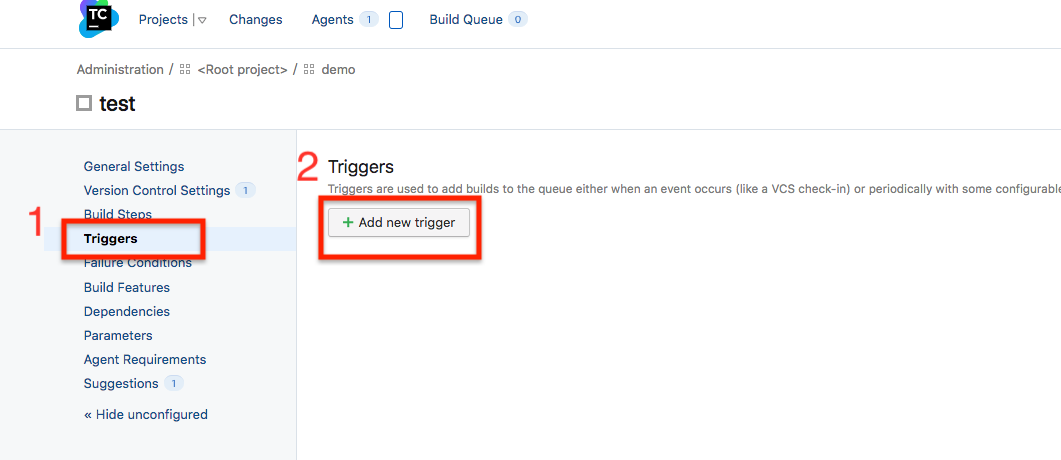 TC Projects Changes Agents 1 Build Queue 0
Administration / <Root project> / demo
test
General Settings
Version Control Settings 1
Build Steps
1
Triggers
Failure Conditions
Build Features
Dependencies
Parameters
Agent Requirements
Suggestions 1
« Hide unconfigured
2 Triggers
Triggers are used to add builds to the queue either when an event occurs (like a VCS check-in) or periodically with some configurable
+ Add new trigger